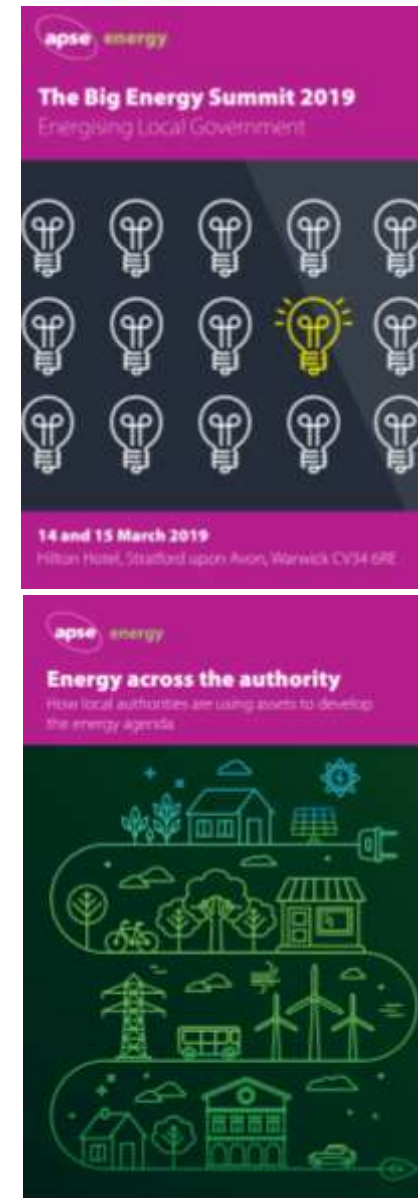 apse energy
The Big Energy Summit 2019
Energising Local Government
14 and 15 March 2019
Hilton Hotel, Stratford upon Avon, Warwick CV34 6RE
apse energy
Energy across the authority
How local authorities are using assets to develop
the energy agenda